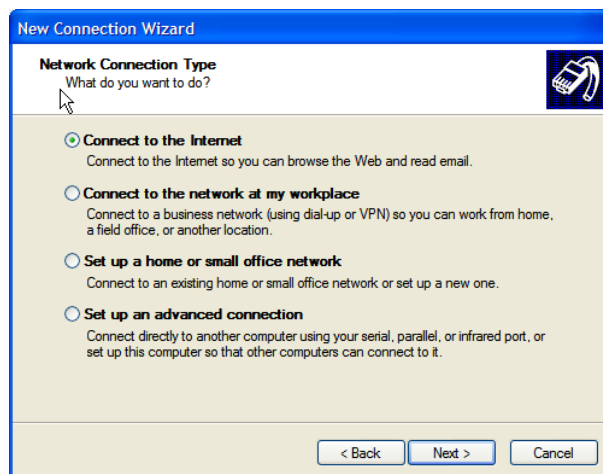 New Connection Wizard
Network Connection Type
What do you want to do?
Connect to the Internet
Connect to the Internet so you can browse the Web and read email.
Connect to the network at my workplace
Connect to a business network (using dial-up or VPN) so you can work from home,
a field office, or another location.
Set up a home or small office network
Connect to an existing home or small office network or set up a new one.
Set up an advanced connection
Connect directly to another computer using your serial, parallel, or infrared port, or
set up this computer so that other computers can connect to it.
< Back Next > Cancel